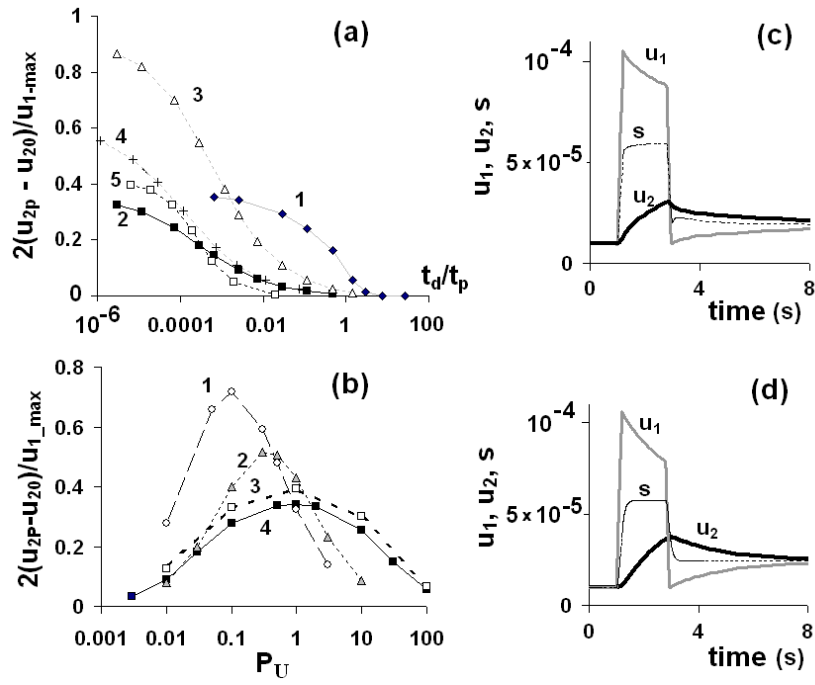 (a)
2(u2p - u20)/u1-max
1
0.8
0.6
0.4
0.2
0
3
4
5
2
1
10-6
0.0001
0.01
1
100
td/tp
(b)
2(u2P-u20)/u1_max
0.8
0.6
0.4
0.2
0
1
2
3
4
0.001
0.01
0.1
1
10
100
PU
(c)
u1, u2, s
10-4
5 x 10-5
0
u1
s
u2
0
4
8
time (s)
(d)
u1, u2, s
10-4
5 x 10-5
0
u1
s
u2
0
4
8
time (s)